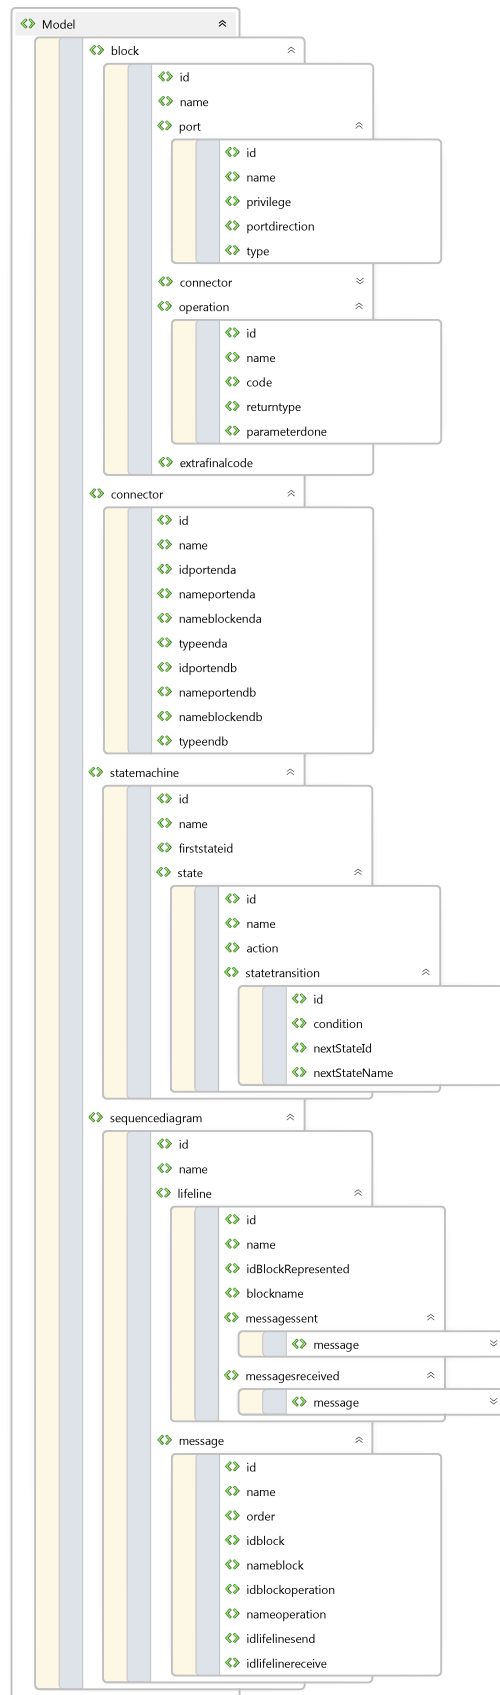 Model
block
id
name
port
id
name
privilege
portdirection
type
connector
operation
id
name
code
returntype
parameterdone
extrafinalcode
connector
id
name
idportenda
nameportenda
nameblockenda
typeenda
idportendb
nameportendb
nameblockendb
typeendb
statemachine
id
name
firststateid
state
id
name
action
statetransition
id
condition
nextStateId
nextStateName
sequencediagram
id
name
lifeline
id
name
idBlockRepresented
blockname
messagessent
message
messagesreceived
message
message
id
name
order
idblock
nameblock
idblockoperation
nameoperation
idlifelinesend
idlifelinereceive